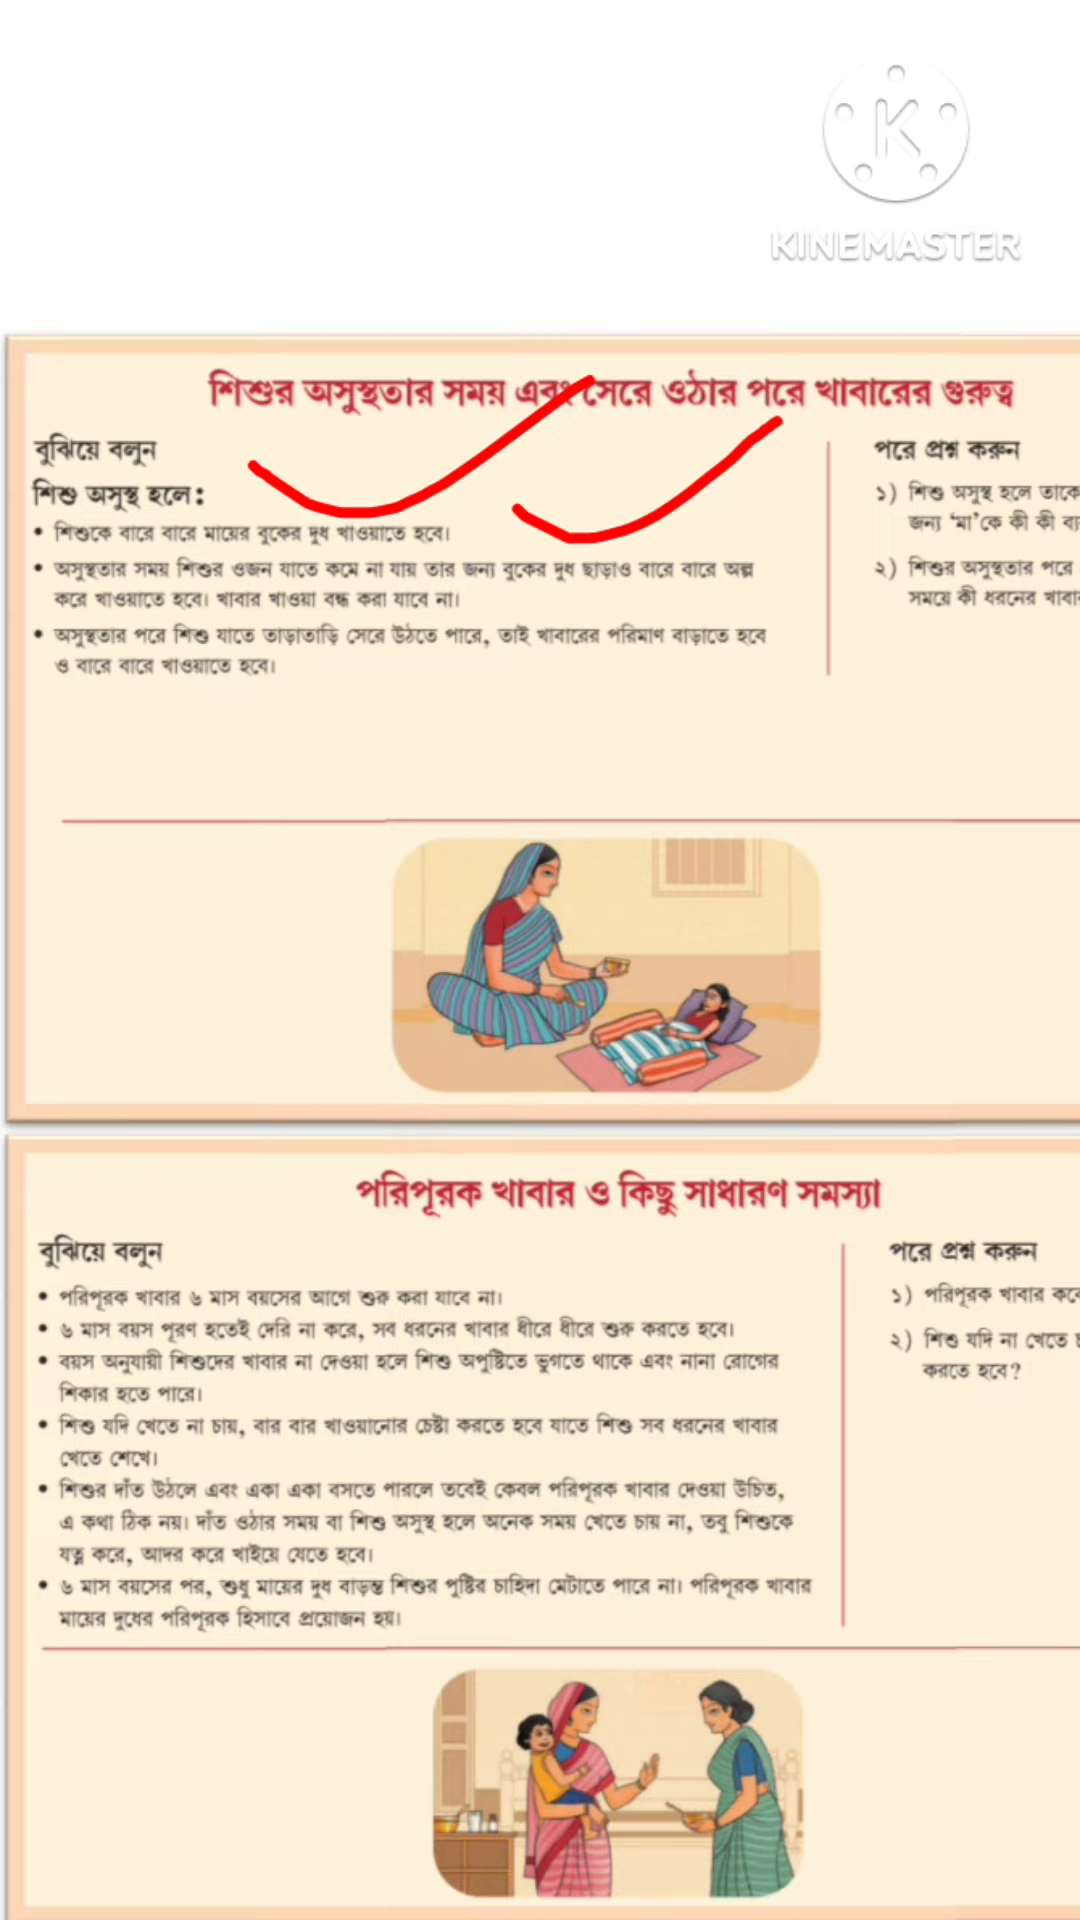 KINEMASTER
শিশুর অসুস্থতার সময় এবং সেরে ওঠার পরে খাবারের গুরুত্ব
বুঝিয়ে বলুন
শিশু অসুস্থ হলে:
• শিশুকে বারে বারে মায়ের বুকের দুধ খাওয়াতে হবে।
• অসুস্থতার সময় শিশুর ওজন যাতে কমে না যায় তার জন্য বুকের দুধ ছাড়াও বারে বারে অল্প
করে খাওয়াতে হবে। খাবার খাওয়া বন্ধ করা যাবে না।
• অসুস্থতার পরে শিশু যাতে তাড়াতাড়ি সেরে উঠতে পারে, তাই খাবারের পরিমাণ বাড়াতে হবে
ও বারে বারে খাওয়াতে হবে।
পরে প্রশ্ন করুন
১) শিশু অসুস্থ হলে তাকে
জন্য ‘মা’কে কী কী
২) শিশুর অসুস্থতার পরে
সময়ে কী ধরনের
পরিপূরক খাবার ও কিছু সাধারণ সমস্যা
বুঝিয়ে বলুন
• পরিপূরক খাবার ৬ মাস বয়সের আগে শুরু করা যাবে না।
• ৬ মাস বয়স পূরণ হতেই দেরি না করে, সব ধরনের খাবার ধীরে ধীরে শুরু করতে হবে।
• বয়স অনুযায়ী শিশুদের খাবার না দেওয়া হলে শিশু অপুষ্টিতে ভুগতে থাকে এবং নানা রোগের
শিকার হতে পারে।
• শিশু যদি খেতে না চায়, বার বার খাওয়ানোর চেষ্টা করতে হবে যাতে শিশু সব ধরনের খাবার
খেতে শেখে।
• শিশুর দাঁত উঠলে এবং একা একা বসতে পারলে তবেই কেবল পরিপূরক খাবার দেওয়া উচিত,
এ কথা ঠিক নয়। দাঁত ওঠার সময় বা শিশু অসুস্থ হলে অনেক সময় খেতে চায় না, তবু শিশুকে
যত্ন করে, আদর করে খাইয়ে যেতে হবে।
• ৬ মাস বয়সের পর, শুধু মায়ের দুধ বাড়ন্ত শিশুর পুষ্টির চাহিদা মেটাতে পারে না। পরিপূরক খাবার
মায়ের দুধের পরিপূরক হিসাবে প্রয়োজন হয়।
পরে প্রশ্ন করুন
১) পরিপূরক খাবার
২) শিশু যদি না খেতে
করতে হবে?